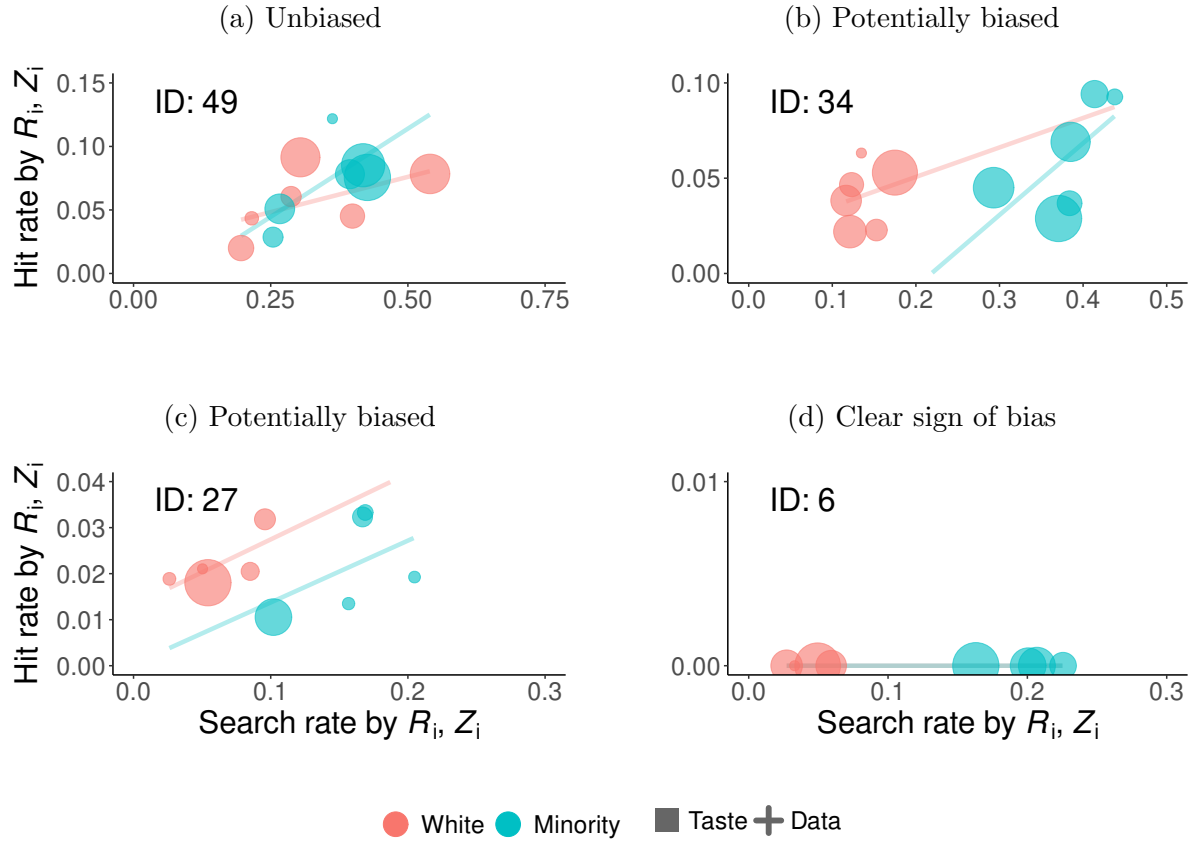 (a) Unbiased
(b) Potentially biased
Hit rate by Ri, Zi
0.15
0.10
0.05
0.00
ID: 49
0.00 0.25 0.50 0.75
0.10
0.05
0.00
ID: 34
0.0 0.1 0.2 0.3 0.4 0.5
(c) Potentially biased
(d) Clear sign of bias
Hit rate by Ri, Zi
0.04
0.03
0.02
0.01
0.00
ID: 27
0.0 0.1 0.2 0.3
Search rate by Ri, Zi
0.01
0.00
ID: 6
0.0 0.1 0.2 0.3
Search rate by Ri, Zi
White Minority Taste Data